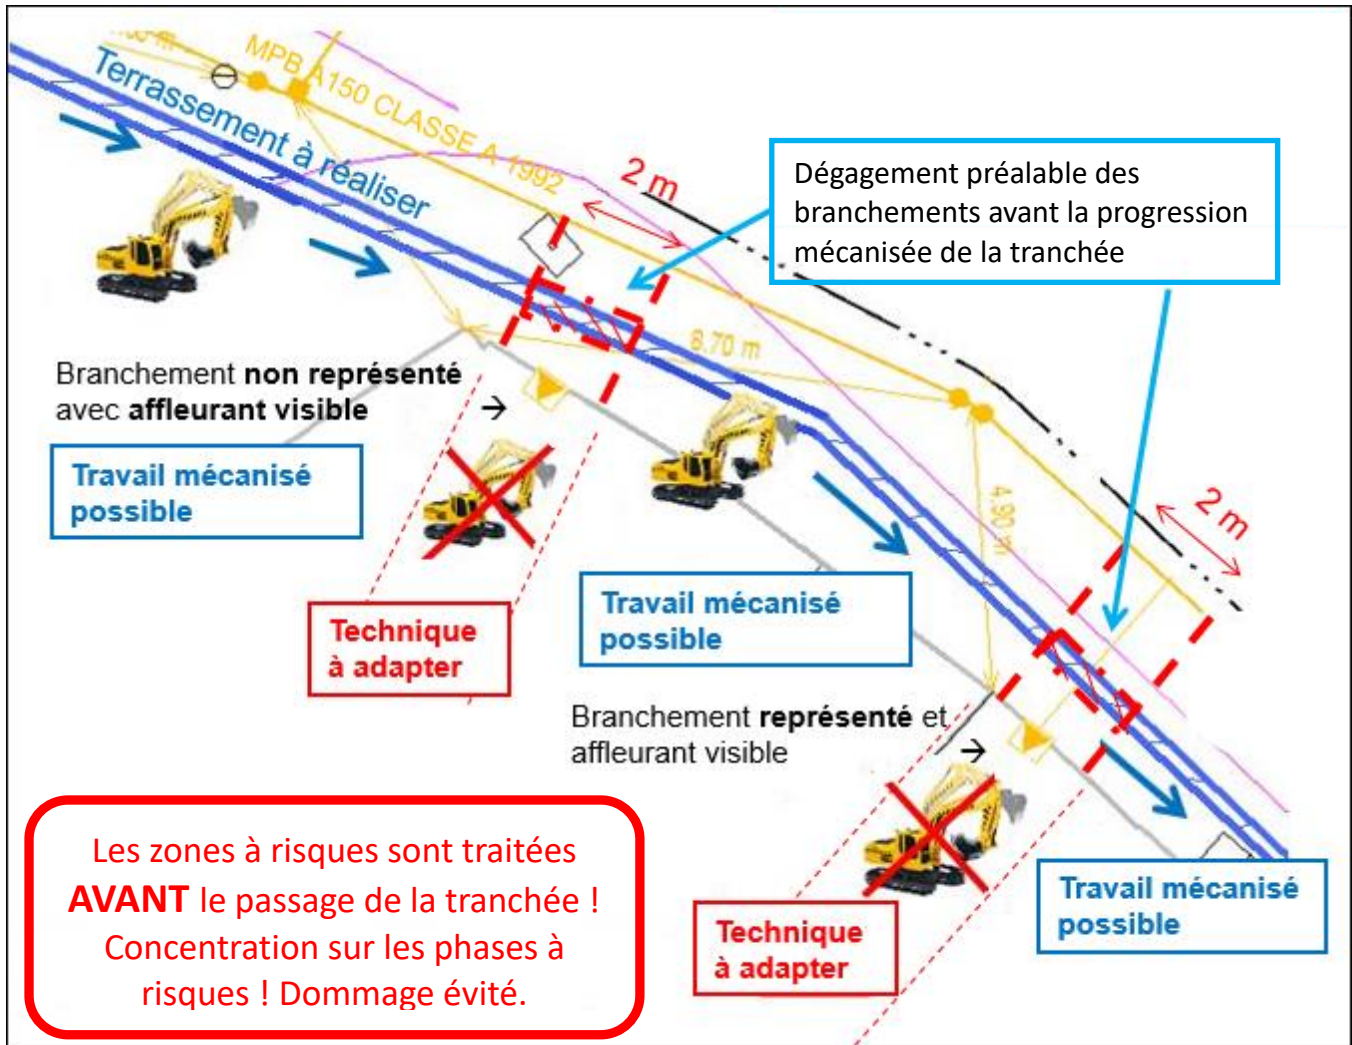 MPB A150 CLASSE A 1992
Terrassement à réaliser
2 m
Dégagement préalable des
branchements avant la progression
mécanisée de la tranchée
8.70 m
Branchement non représenté
avec affleurant visible
Travail mécanisé
possible
4.90 m
2 m
Technique
à adapter
Travail mécanisé
possible
Branchement représenté et
affleurant visible
Les zones à risques sont traitées
AVANT le passage de la tranchée !
Concentration sur les phases à
risques ! Dommage évité.
Technique
à adapter
Travail mécanisé
possible